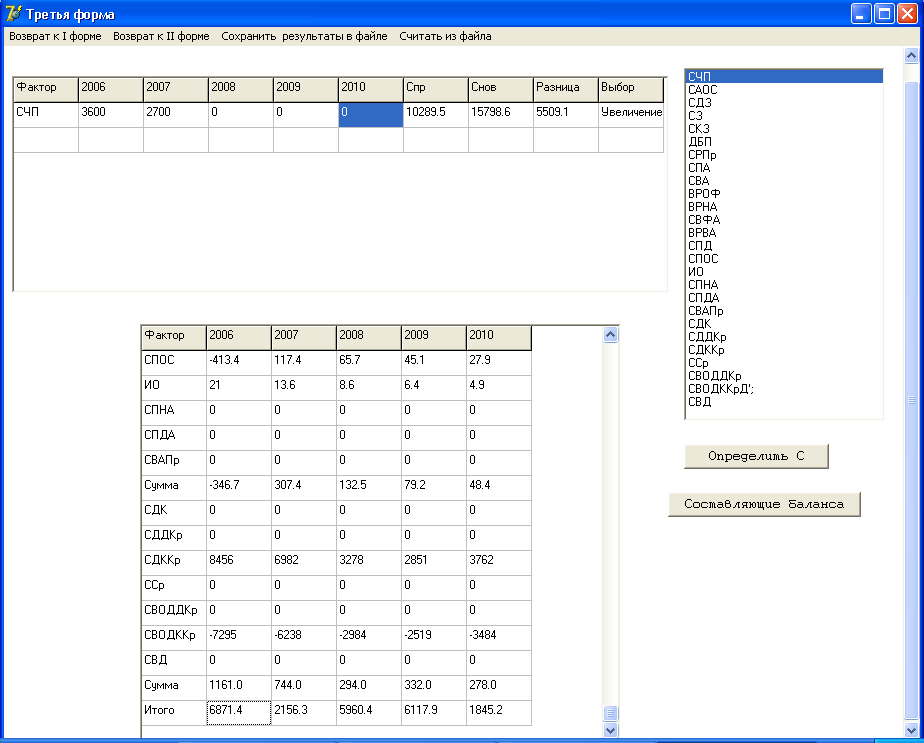 Третья форма
Возврат к I форме Возврат к II форме Сохранить результаты в файле Считать из файла
Фактор 2006 2007 2008 2009 2010 Спр Снов Разница Выбор
СЧП 3600 2700 0 0 0 10289.5 15798.6 5509.1 Увеличение
СЧП
САОС
СДЗ
СЗ
СКЗ
ДБП
СРПр
СПА
СВА
ВРОФ
ВРНА
СВФА
ВРВА
СПД
СПОС
ИО
СПНА
СПДА
СВАПр
СДК
СДДКр
СДККр
ССр
СВОДДКр
СВОДККрД';
СВД
Определить С
Составляющие баланса
Фактор 2006 2007 2008 2009 2010
СПОС -413.4 117.4 65.7 45.1 27.9
ИО 21 13.6 8.6 6.4 4.9
СПНА 0 0 0 0 0
СПДА 0 0 0 0 0
СВАПр 0 0 0 0 0
Сумма -346.7 307.4 132.5 79.2 48.4
СДК 0 0 0 0 0
СДДКр 0 0 0 0 0
СДККр 8456 6982 3278 2851 3762
ССр 0 0 0 0 0
СВОДДКр 0 0 0 0 0
СВОДККр -7295 -6238 -2984 -2519 -3484
СВД 0 0 0 0 0
Сумма 1161.0 744.0 294.0 332.0 278.0
Итого 6871.4 2156.3 5960.4 6117.9 1845.2